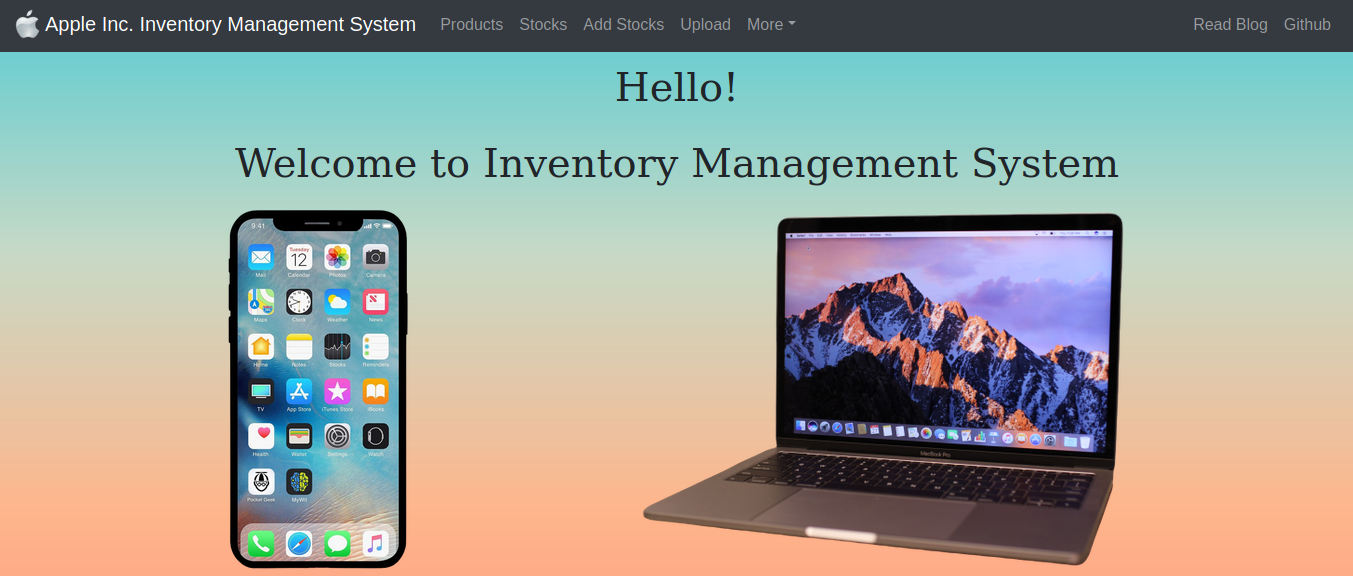 Apple Inc. Inventory Management System Products Stocks Add Stocks Upload More Read Blog Github
Hello!
Welcome to Inventory Management System
9:41
Mail Tuesday 12 Calendar Photos Camera
Maps Clock Weather News
Home Notes Stocks Reminders
TV App Store iTunes Store iBooks
Health Wallet Settings Watch
Pocket Geek MyWit
MacBook Pro